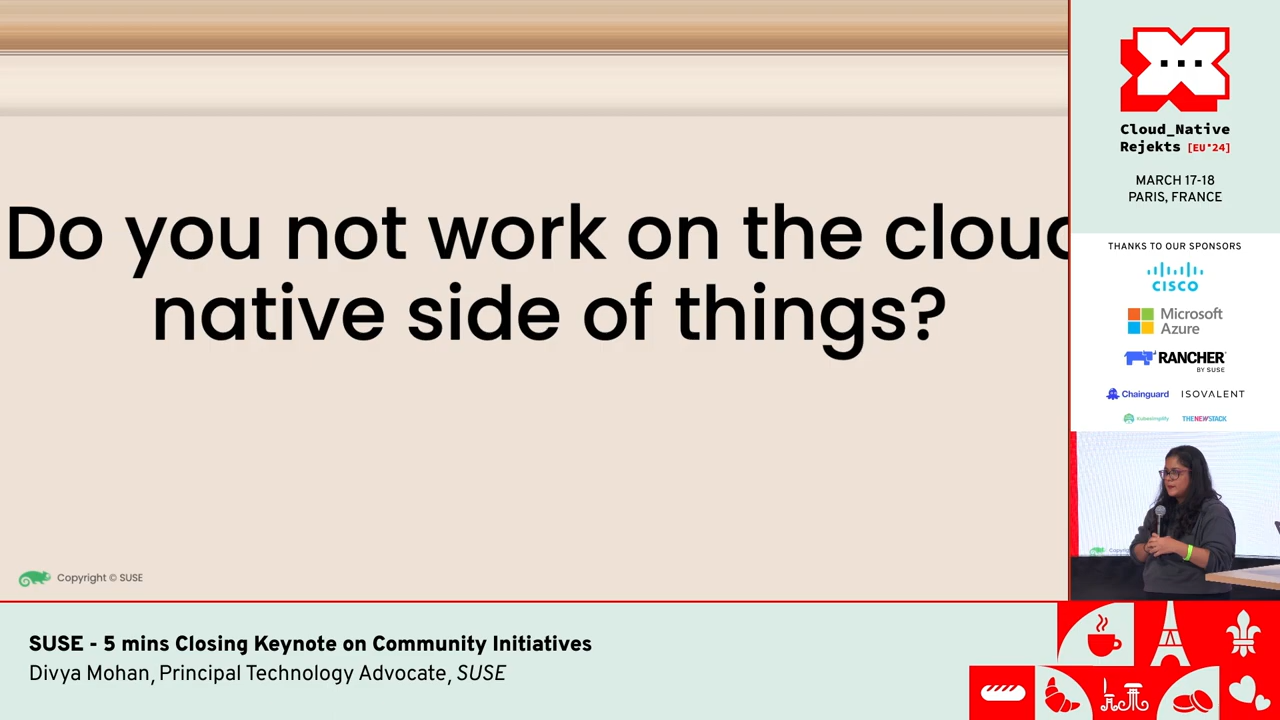 Do you not work on the cloud
native side of things?
Copyright © SUSE
Cloud_Native
Rejekts [EU'24]
MARCH 17-18
PARIS, FRANCE
THANKS TO OUR SPONSORS
CISCO
Microsoft
Azure
RANCHER
BY SUSE
Chainguard
ISOVALENT
Kubesimplify
THENEWSTACK
SUSE - 5 mins Closing Keynote on Community Initiatives
Divya Mohan, Principal Technology Advocate, SUSE